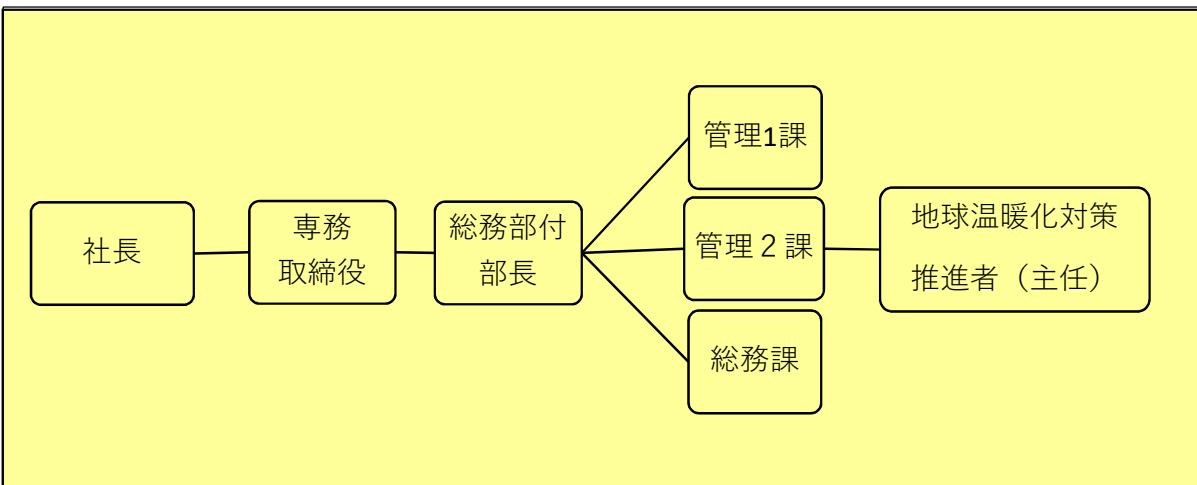 社長
専務
取締役
総務部付
部長
管理1課
管理２課
総務課
地球温暖化対策
推進者（主任）